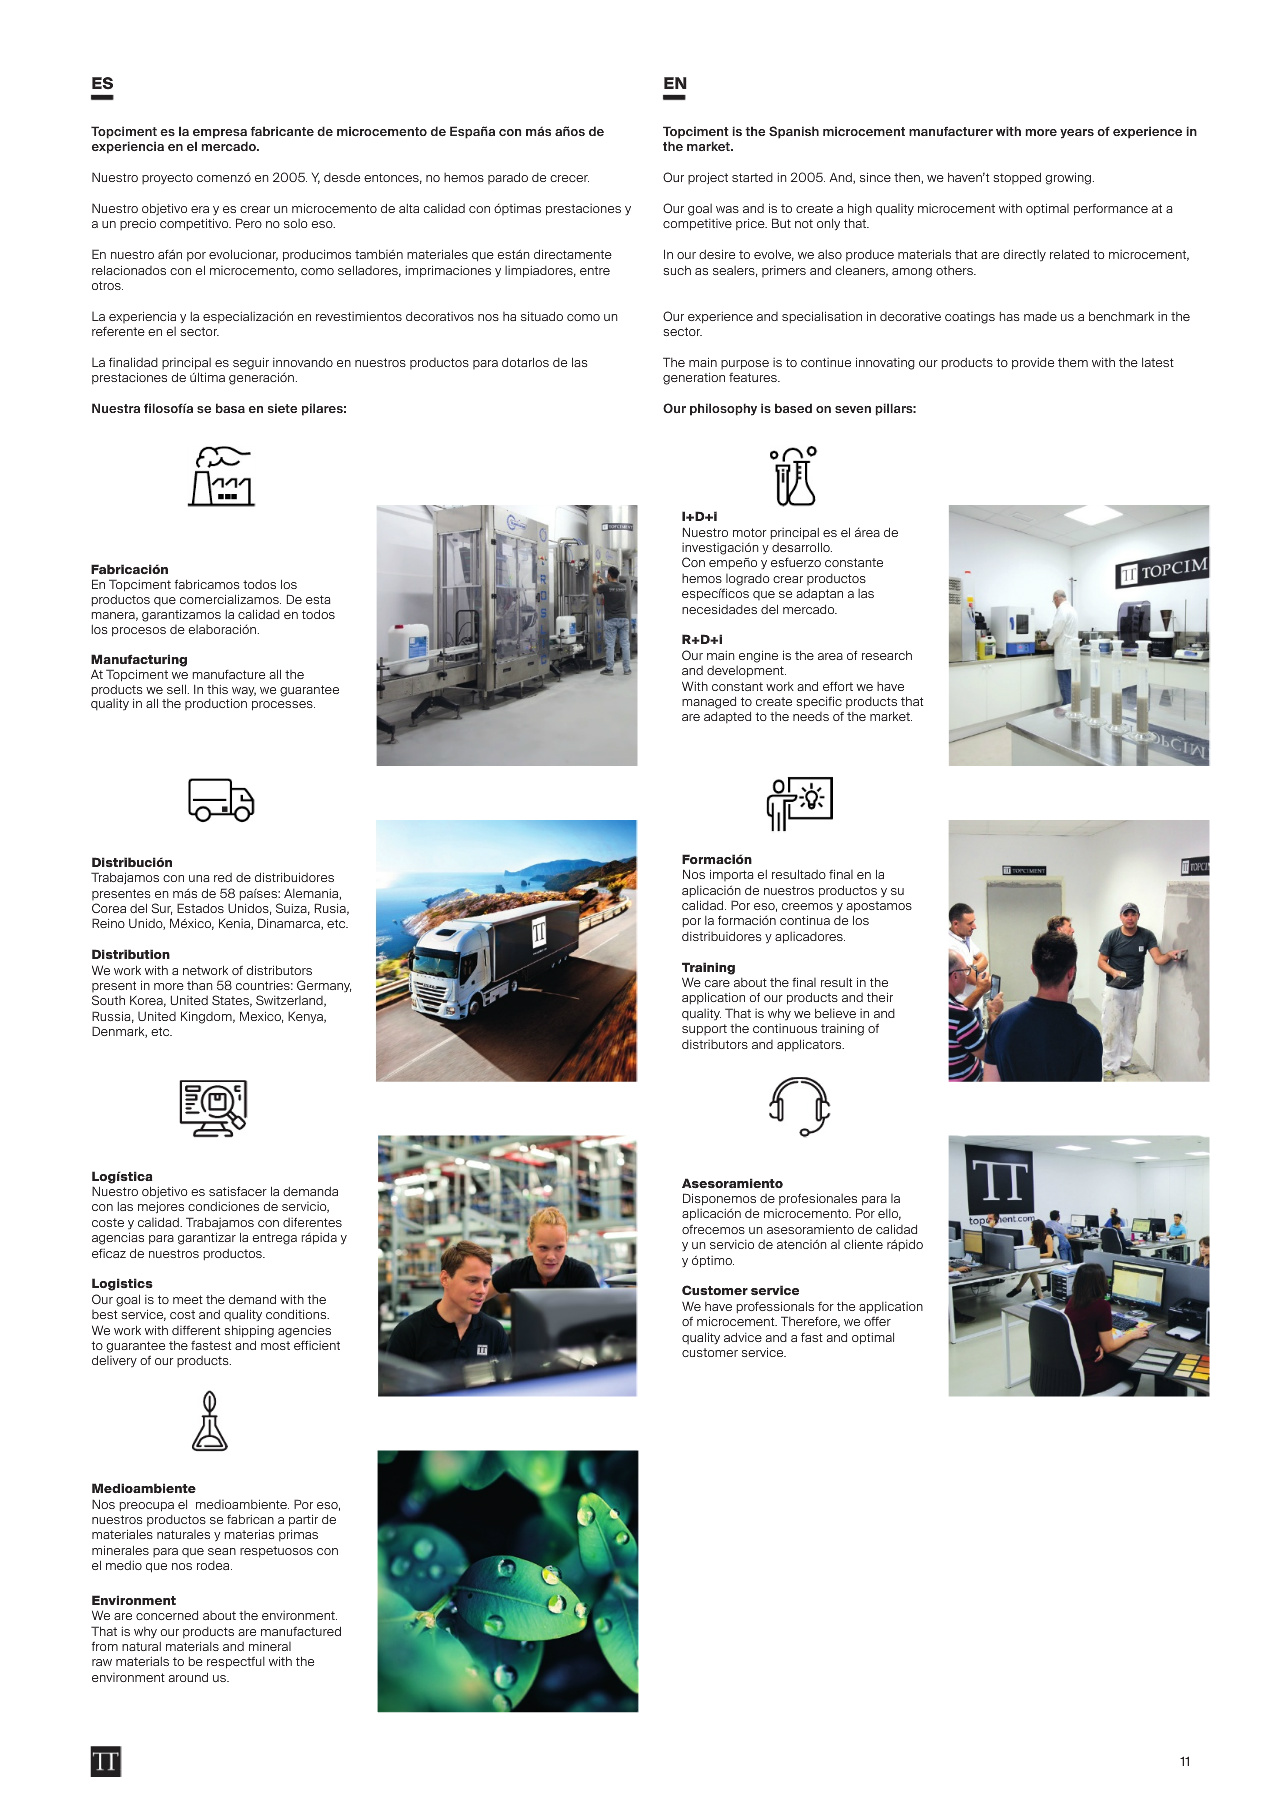 ES
Topciment es la empresa fabricante de microcemento de España con más años de
experiencia en el mercado.
Nuestro proyecto comenzó en 2005. Y, desde entonces, no hemos parado de crecer.
Nuestro objetivo era y es crear un microcemento de alta calidad con óptimas prestaciones y
a un precio competitivo. Pero no solo eso.
En nuestro afán por evolucionar, producimos también materiales que están directamente
relacionados con el microcemento, como selladores, imprimaciones y limpiadores, entre
otros.
La experiencia y la especialización en revestimientos decorativos nos ha situado como un
referente en el sector.
La finalidad principal es seguir innovando en nuestros productos para dotarlos de las
prestaciones de última generación.
Nuestra filosofía se basa en siete pilares:
EN
Topciment is the Spanish microcement manufacturer with more years of experience in
the market.
Our project started in 2005. And, since then, we haven't stopped growing.
Our goal was and is to create a high quality microcement with optimal performance at a
competitive price. But not only that.
In our desire to evolve, we also produce materials that are directly related to microcement,
such as sealers, primers and cleaners, among others.
Our experience and specialisation in decorative coatings has made us a benchmark in the
sector.
The main purpose is to continue innovating our products to provide them with the latest
generation features.
Our philosophy is based on seven pillars:
Fabricación
En Topciment fabricamos todos los
productos que comercializamos. De esta
manera, garantizamos la calidad en todos
los procesos de elaboración.
Manufacturing
At Topciment we manufacture all the
products we sell. In this way, we guarantee
quality in all the production processes.
TOPCIMENT
I+D+i
Nuestro motor principal es el área de
investigación y desarrollo.
Con empeño y esfuerzo constante
hemos logrado crear productos
específicos que se adaptan a las
necesidades del mercado.
R+D+i
Our main engine is the area of research
and development.
With constant work and effort we have
managed to create specific products that
are adapted to the needs of the market.
TT TOPCIM
Distribución
Trabajamos con una red de distribuidores
presentes en más de 58 países: Alemania,
Corea del Sur, Estados Unidos, Suiza, Rusia,
Reino Unido, México, Kenia, Dinamarca, etc.
Distribution
We work with a network of distributors
present in more than 58 countries: Germany,
South Korea, United States, Switzerland,
Russia, United Kingdom, Mexico, Kenya,
Denmark, etc.
TT
Formación
Nos importa el resultado final en la
aplicación de nuestros productos y su
calidad. Por eso, creemos y apostamos
por la formación continua de los
distribuidores y aplicadores.
Training
We care about the final result in the
application of our products and their
quality. That is why we believe in and
support the continuous training of
distributors and applicators.
TT TOPCIMENT
TT TOPCI
Logística
Nuestro objetivo es satisfacer la demanda
con las mejores condiciones de servicio,
coste y calidad. Trabajamos con diferentes
agencias para garantizar la entrega rápida y
eficaz de nuestros productos.
Logistics
Our goal is to meet the demand with the
best service, cost and quality conditions.
We work with different shipping agencies
to guarantee the fastest and most efficient
delivery of our products.
TT
Asesoramiento
Disponemos de profesionales para la
aplicación de microcemento. Por ello,
ofrecemos un asesoramiento de calidad
y un servicio de atención al cliente rápido
y óptimo.
Customer service
We have professionals for the application
of microcement. Therefore, we offer
quality advice and a fast and optimal
customer service.
TT
topciment.com
Medioambiente
Nos preocupa el  medioambiente. Por eso,
nuestros productos se fabrican a partir de
materiales naturales y materias primas
minerales para que sean respetuosos con
el medio que nos rodea.
Environment
We are concerned about the environment.
That is why our products are manufactured
from natural materials and mineral
raw materials to be respectful with the
environment around us.
TT
11